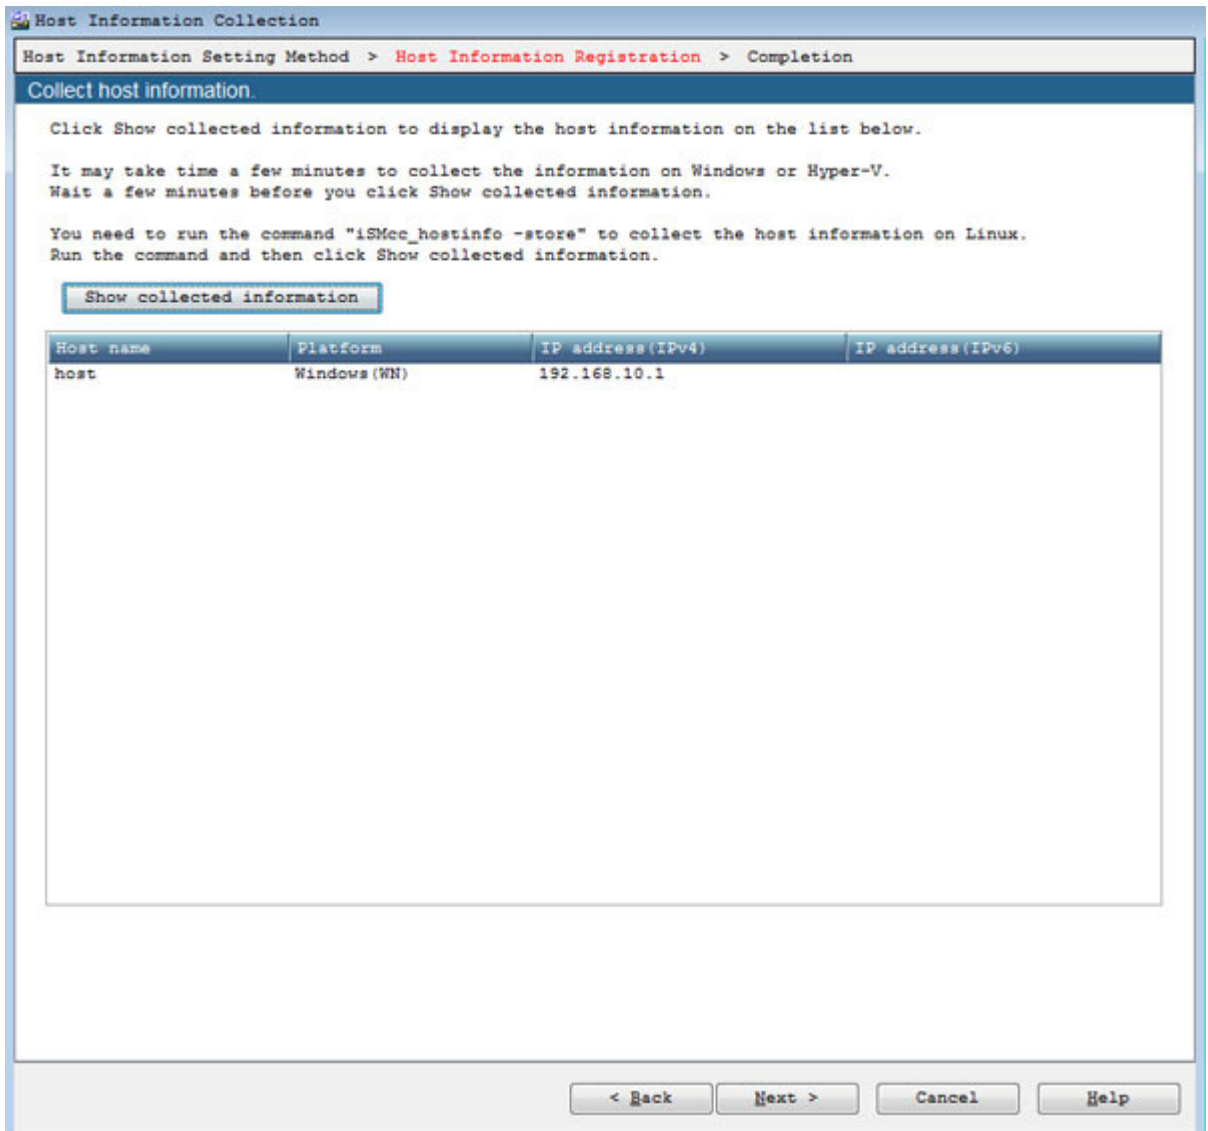 Host Information Collection
Host Information Setting Method > Host Information Registration > Completion
Collect host information.
Click Show collected information to display the host information on the list below.
It may take time a few minutes to collect the information on Windows or Hyper-V.
Wait a few minutes before you click Show collected information.
You need to run the command "iSMcc_hostinfo -store" to collect the host information on Linux.
Run the command and then click Show collected information.
Show collected information
Host name Platform IP address(IPv4) IP address(IPv6)
host Windows(WN) 192.168.10.1
< Back Next > Cancel Help